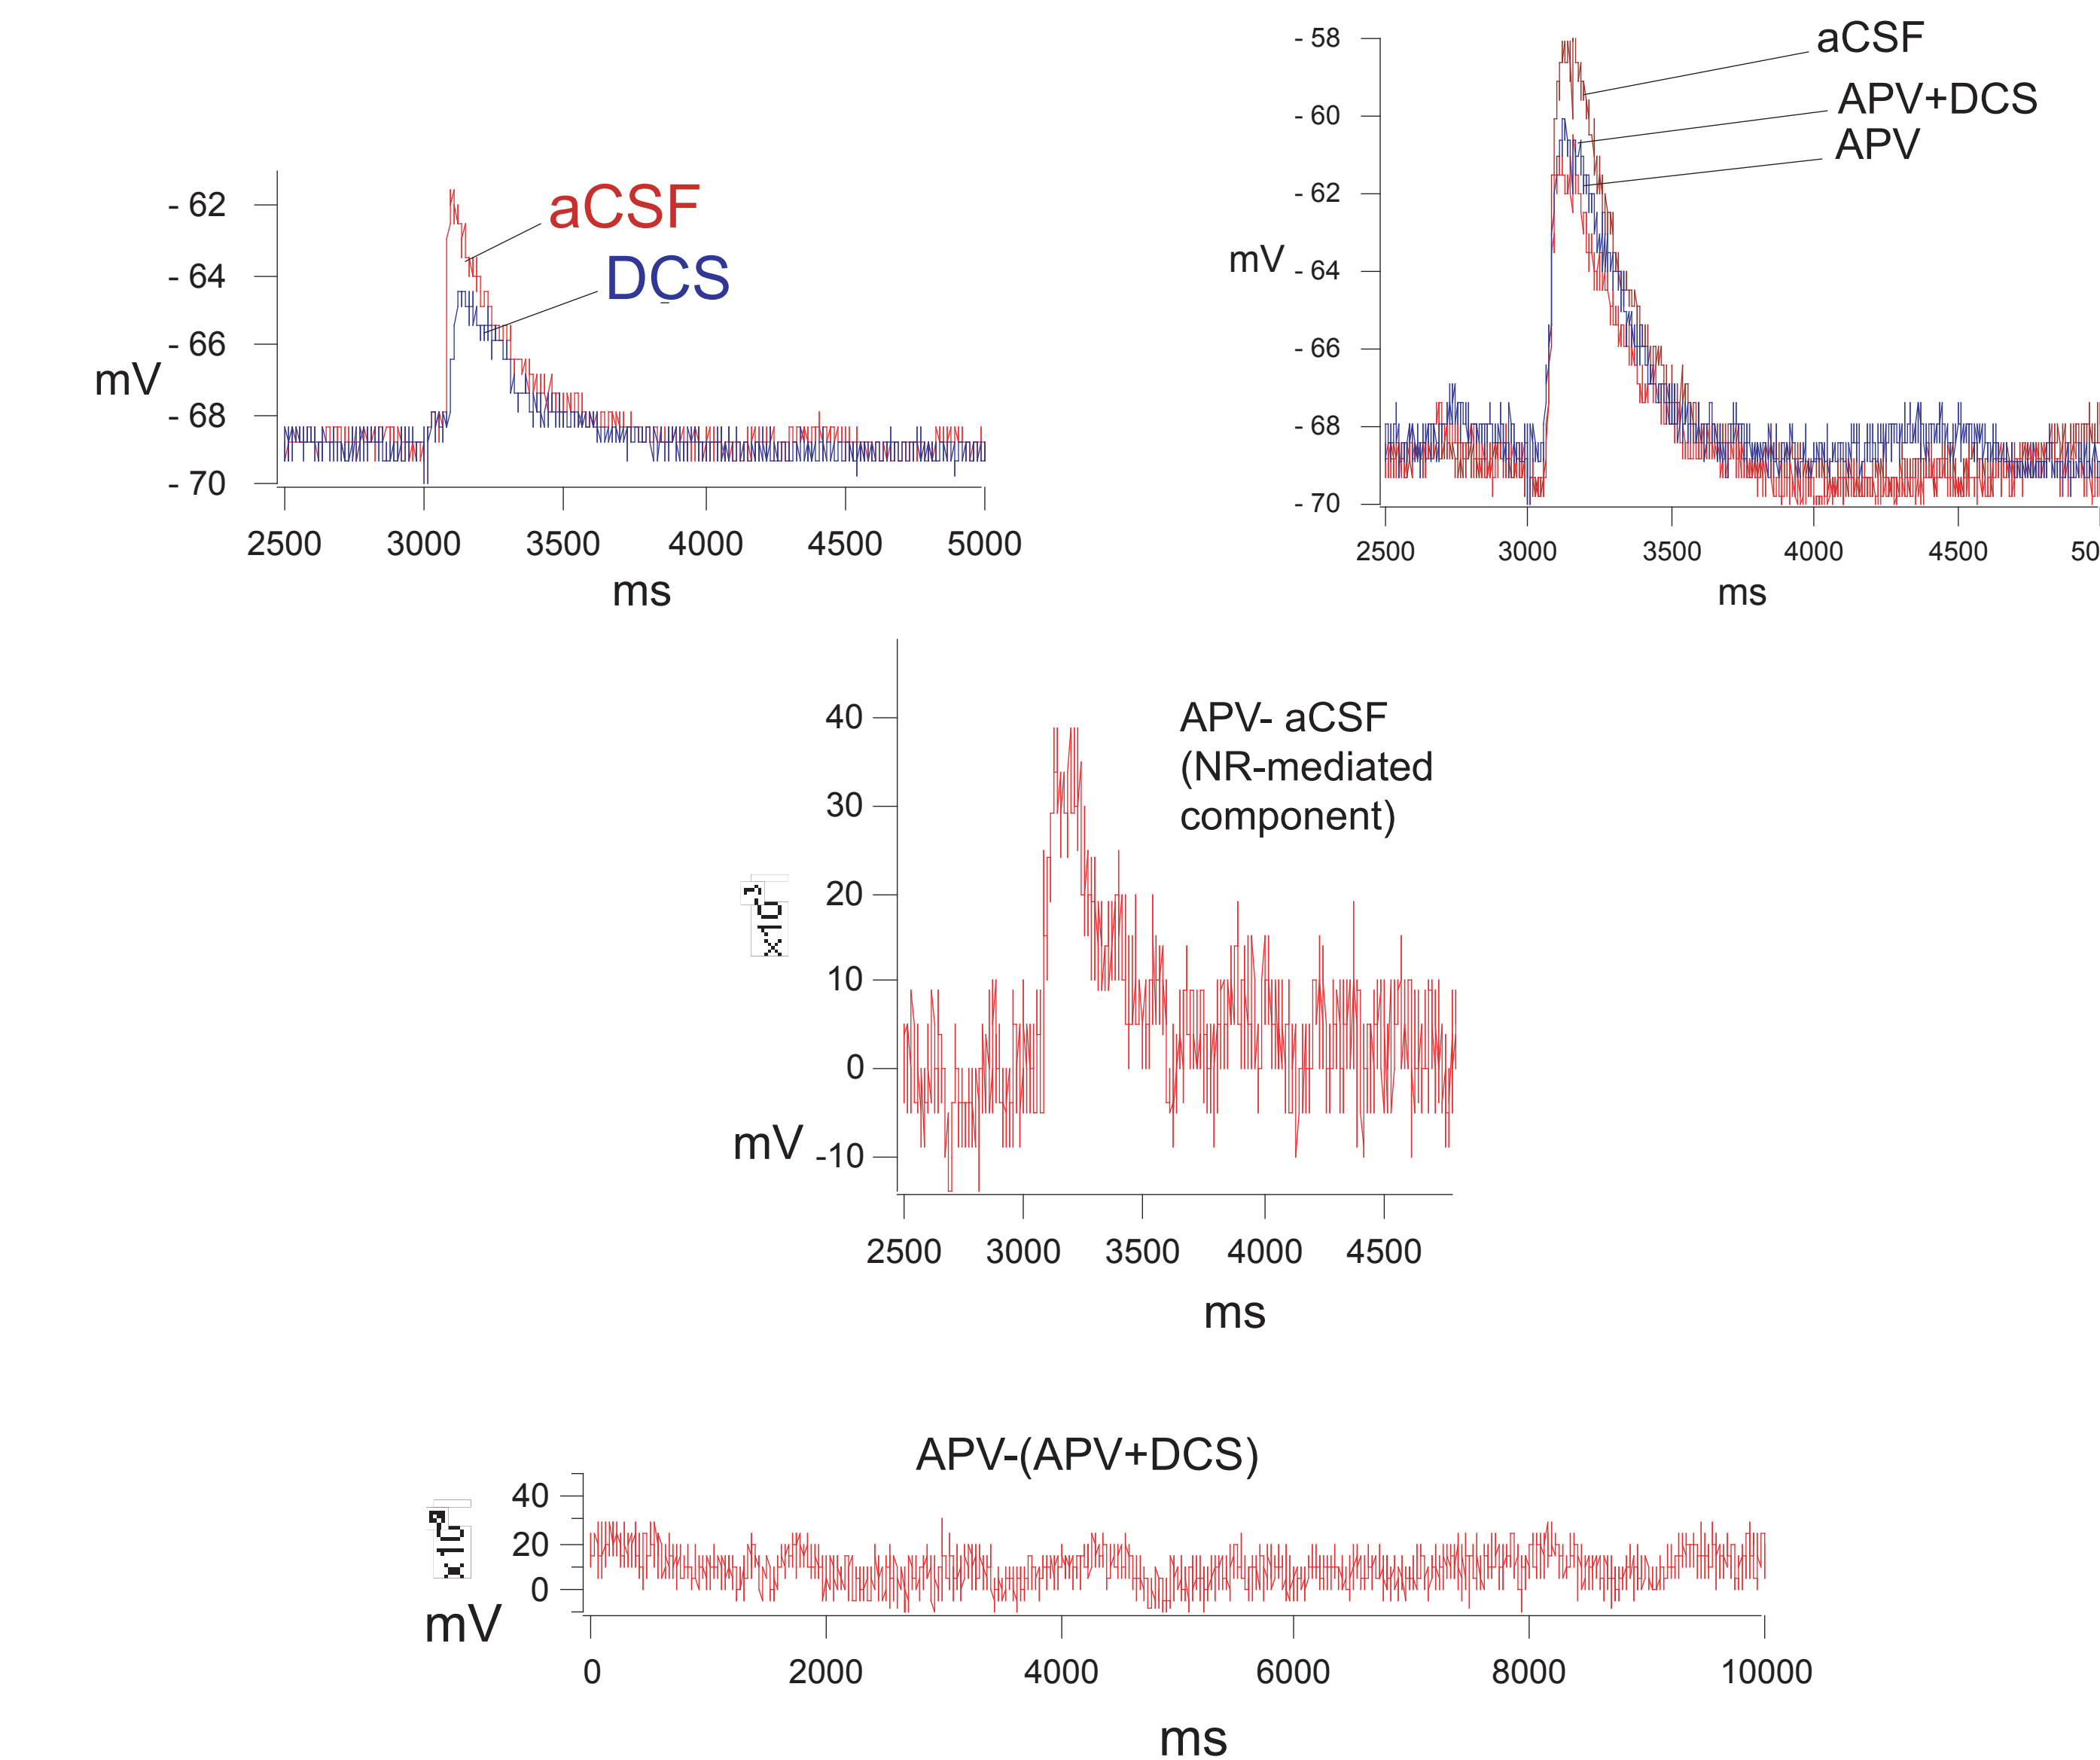 aCSF
DCS
- 62
- 64
- 66
- 68
- 70
mV
2500 3000 3500 4000 4500 5000
ms
aCSF
APV+DCS
APV
- 58
- 60
- 62
- 64
- 66
- 68
- 70
mV
2500 3000 3500 4000 4500 50
ms
APV- aCSF
(NR-mediated
component)
40
30
20
10
0
-10
x10
mV
2500 3000 3500 4000 4500
ms
APV-(APV+DCS)
40
20
0
x10
mV
0 2000 4000 6000 8000 10000
ms